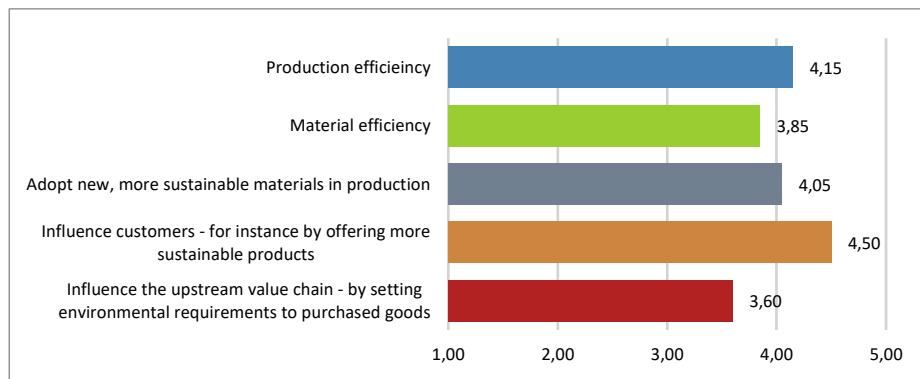 Production efficieincy
4,15
Material efficiency
3,85
Adopt new, more sustainable materials in production
4,05
Influence customers - for instance by offering more
sustainable products
4,50
Influence the upstream value chain - by setting
environmental requirements to purchased goods
3,60
1,00 2,00 3,00 4,00 5,00